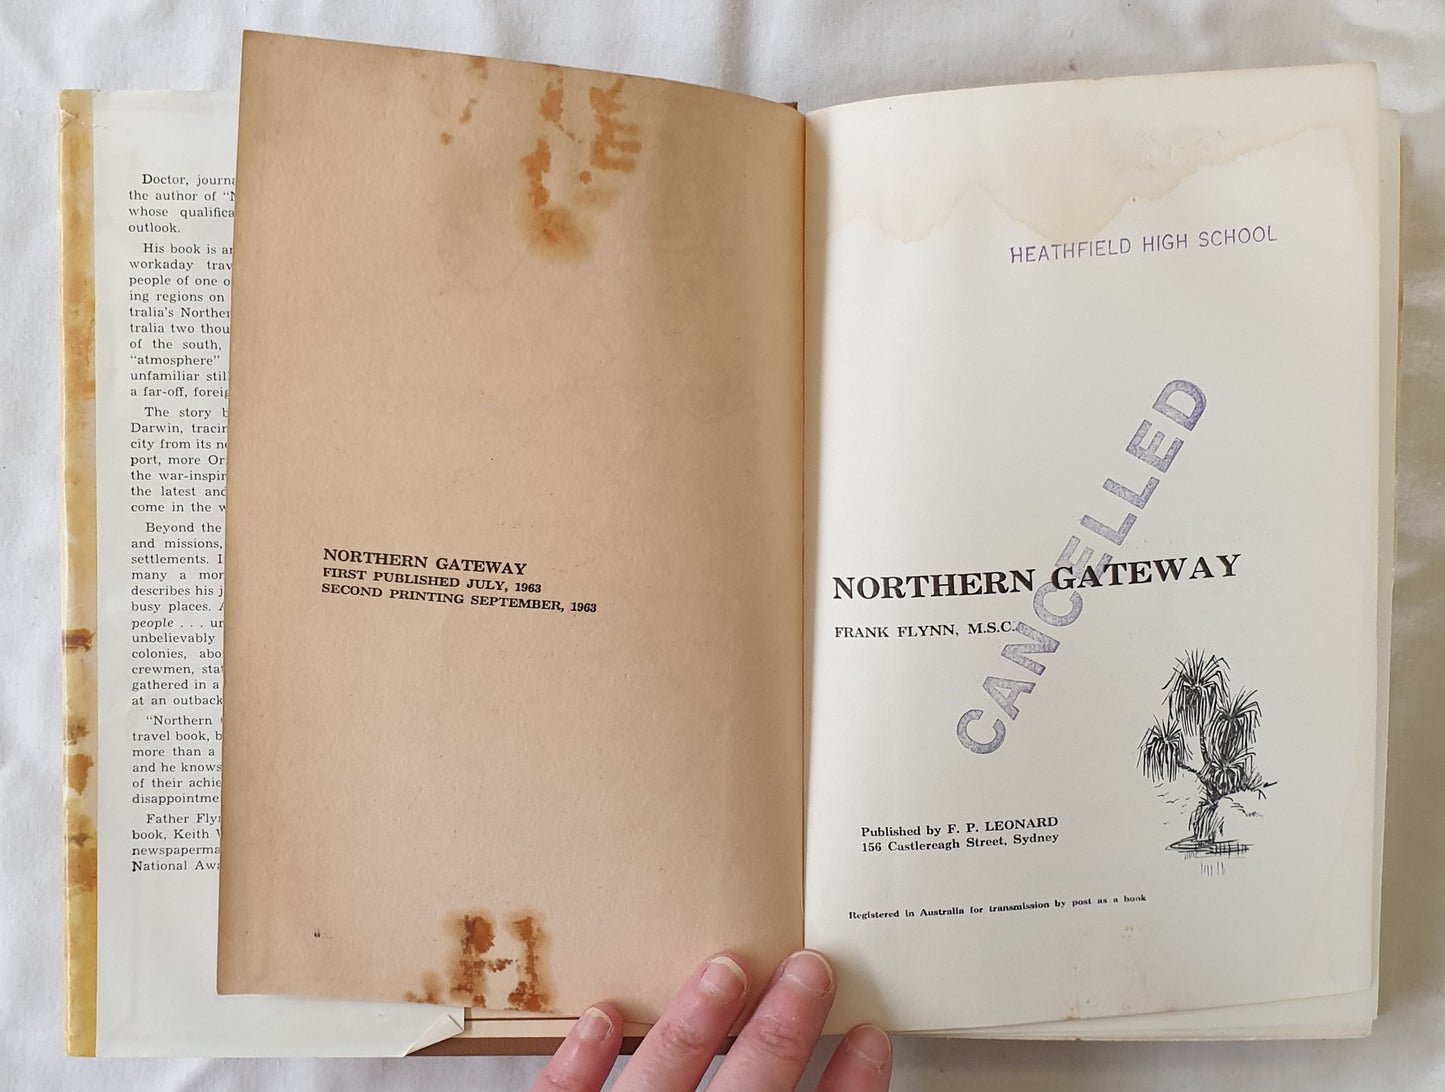 Doctor, journa
the author of "N
whose qualifica
outlook.
His book is an
workaday trav
people of one o
ing regions on
tralia's Norther
tralia two thou
of the south,
"atmosphere"
unfamiliar still
a far-off, foreig
The story b
Darwin, tracin
city from its ne
port, more Ori
the war-inspir
the latest and
come in the w
Beyond the
and missions,
settlements. I
many a mor
describes his j
busy places. A
people . . . un
unbelievably
colonies, abo
crewmen, stat
gathered in a
at an outback
"Northern
travel book, b
more than a
and he knows
of their achie
disappointme
Father Flyn
book, Keith W
newspaperma
National Awa
NORTHERN GATEWAY
FIRST PUBLISHED JULY, 1963
SECOND PRINTING SEPTEMBER, 1963
HEATHFIELD HIGH SCHOOL
CANCELLED
NORTHERN GATEWAY
FRANK FLYNN, M.S.C.
Published by F. P. LEONARD
156 Castlereagh Street, Sydney
Registered in Australia for transmission by post as a book